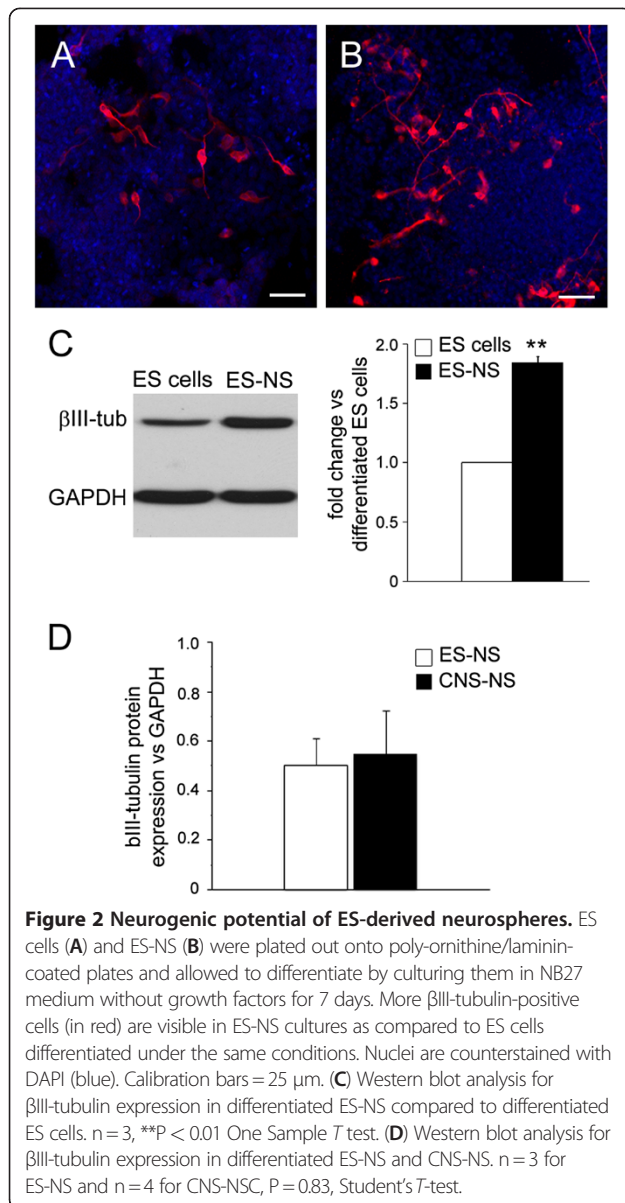 A
B
C
ES cells ES-NS
βIII-tub
GAPDH
ES cells
ES-NS
**
fold change vs
differentiated ES cells
2.0
1.5
1.0
0.5
0
D
bIII-tubulin protein
expression vs GAPDH
1.0
0.8
0.6
0.4
0.2
0
ES-NS
CNS-NS
Figure 2 Neurogenic potential of ES-derived neurospheres. ES
cells (A) and ES-NS (B) were plated out onto poly-ornithine/laminin-
coated plates and allowed to differentiate by culturing them in NB27
medium without growth factors for 7 days. More βIII-tubulin-positive
cells (in red) are visible in ES-NS cultures as compared to ES cells
differentiated under the same conditions. Nuclei are counterstained with
DAPI (blue). Calibration bars = 25 μm. (C) Western blot analysis for
βIII-tubulin expression in differentiated ES-NS compared to differentiated
ES cells. n = 3, **P < 0.01 One Sample T test. (D) Western blot analysis for
βIII-tubulin expression in differentiated ES-NS and CNS-NS. n = 3 for
ES-NS and n = 4 for CNS-NSC, P = 0.83, Student's T-test.